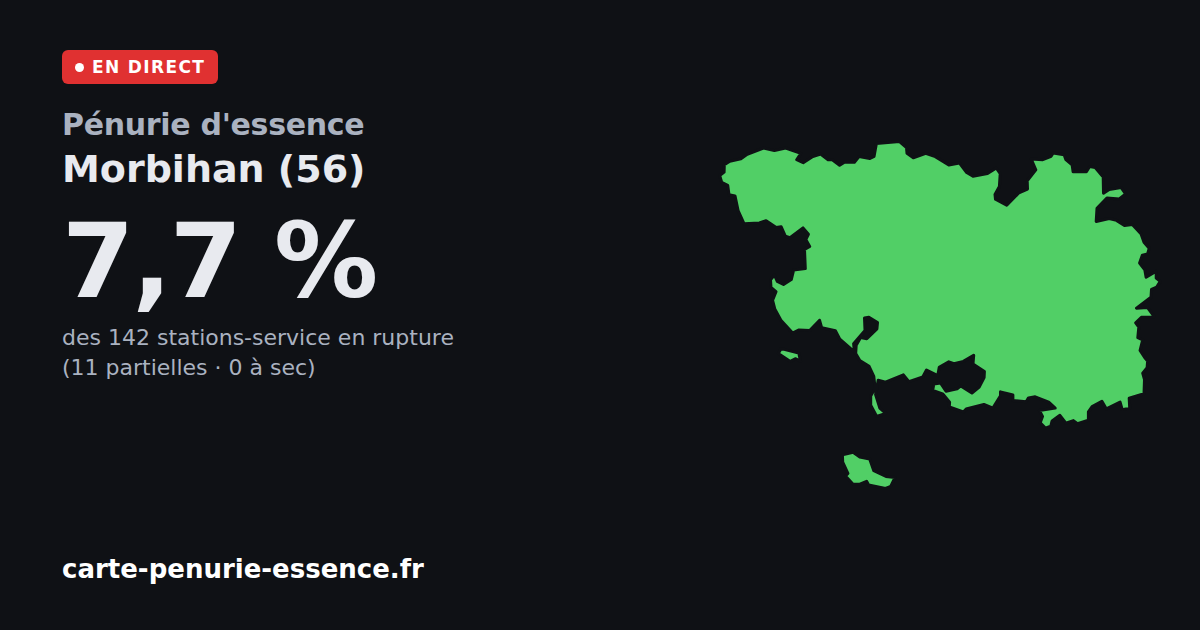 EN DIRECT
Pénurie d'essence
Morbihan (56)
7,7 %
des 142 stations-service en rupture
(11 partielles · 0 à sec)
carte-penurie-essence.fr